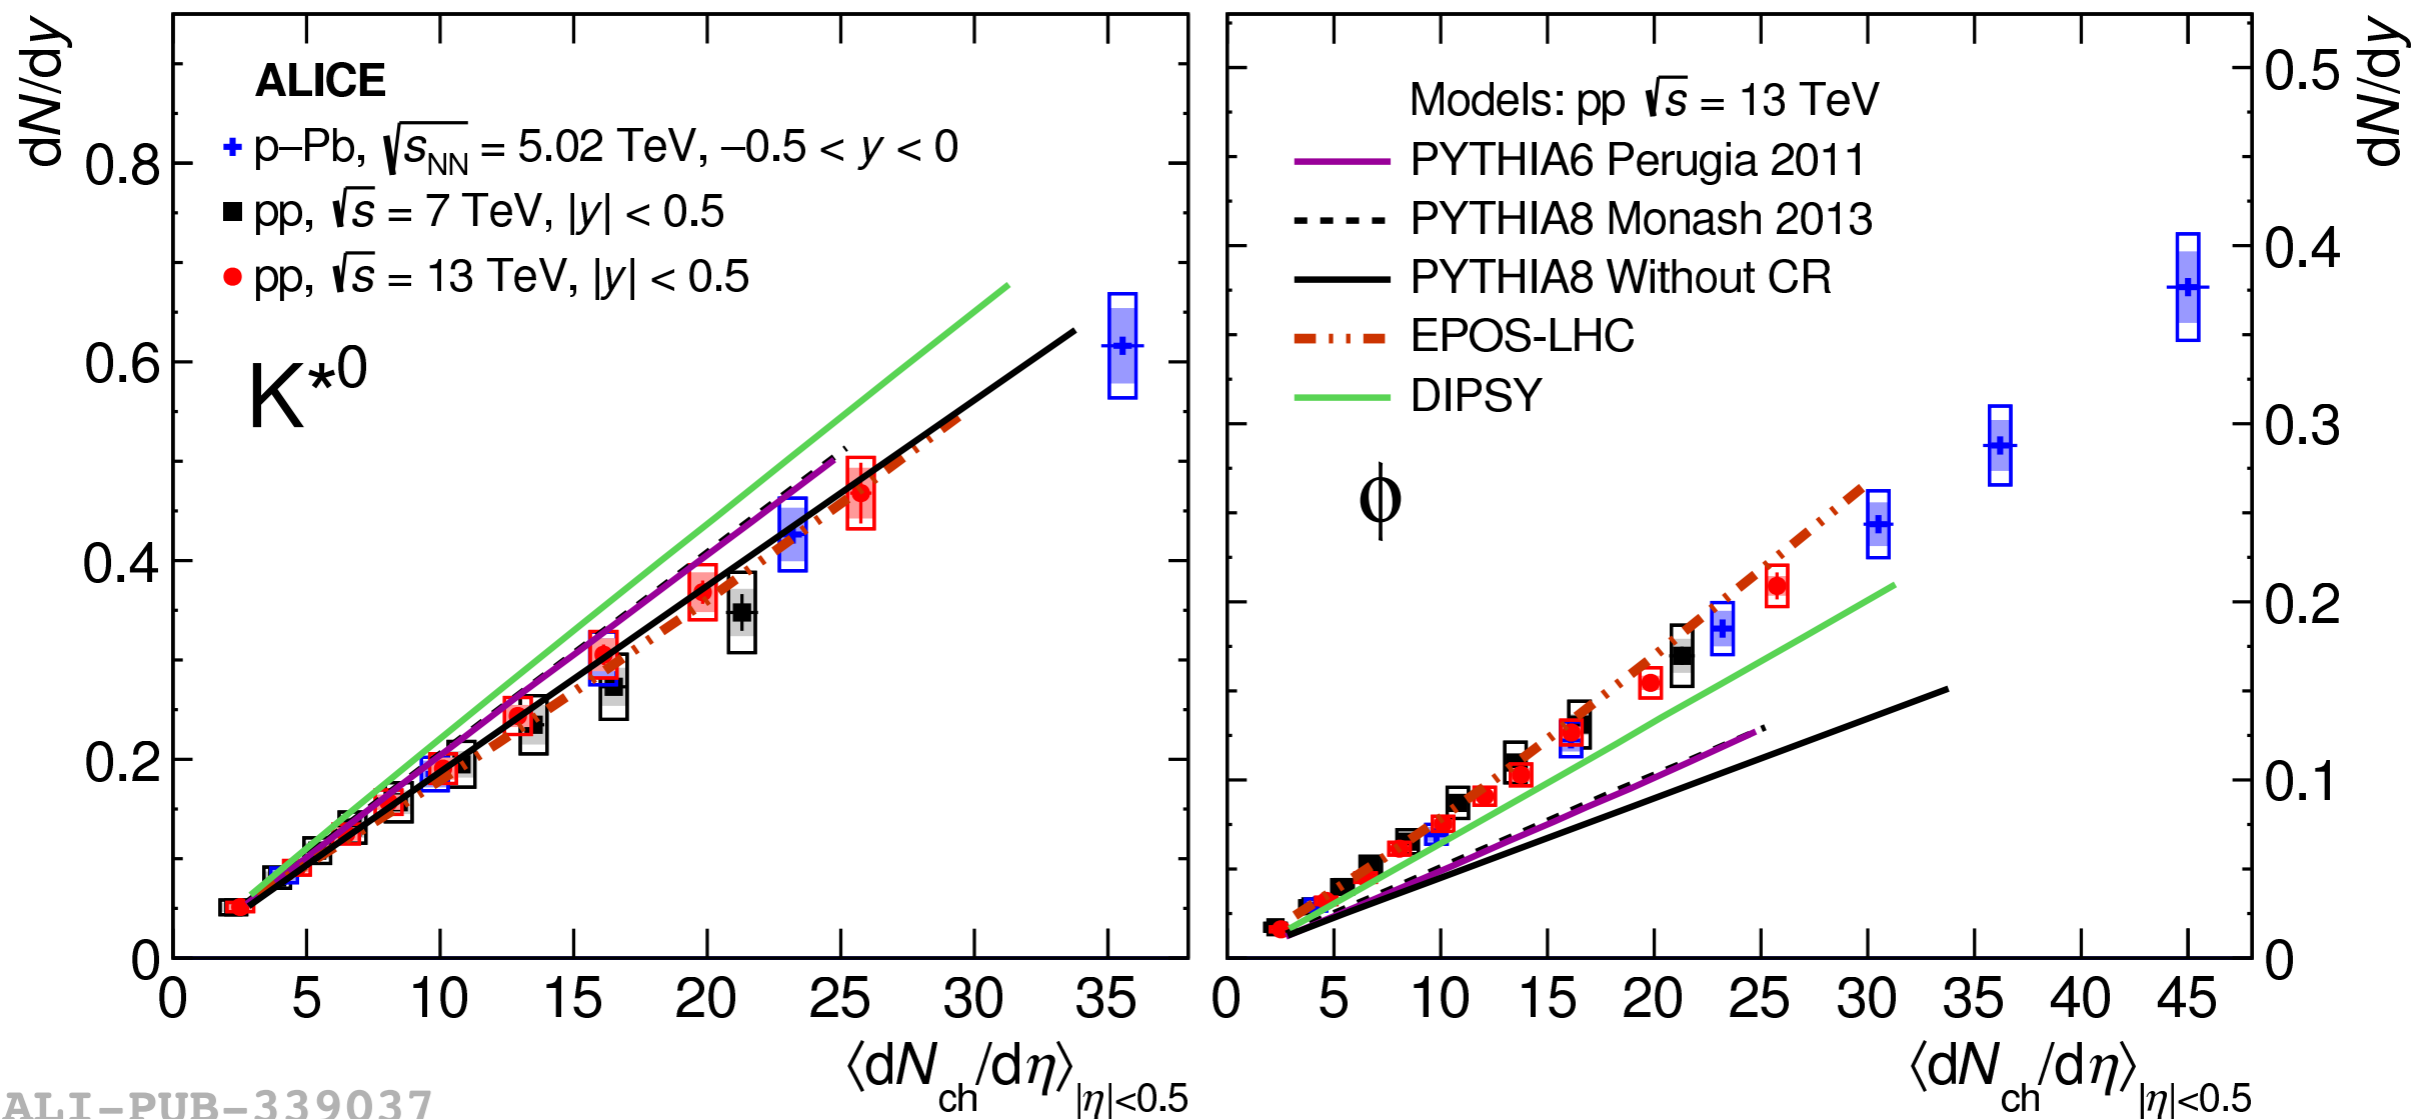 dN/dy
ALICE
p–Pb, √sNN = 5.02 TeV, –0.5 < y < 0
pp, √s = 7 TeV, |y| < 0.5
pp, √s = 13 TeV, |y| < 0.5
K*0
0.8
0.6
0.4
0.2
0
0 5 10 15 20 25 30 35
⟨dNch/dη⟩|η|<0.5
dN/dy
Models: pp √s = 13 TeV
PYTHIA6 Perugia 2011
PYTHIA8 Monash 2013
PYTHIA8 Without CR
EPOS-LHC
DIPSY
ϕ
0.5
0.4
0.3
0.2
0.1
0
0 5 10 15 20 25 30 35 40 45
⟨dNch/dη⟩|η|<0.5
ALI-PUB-339037